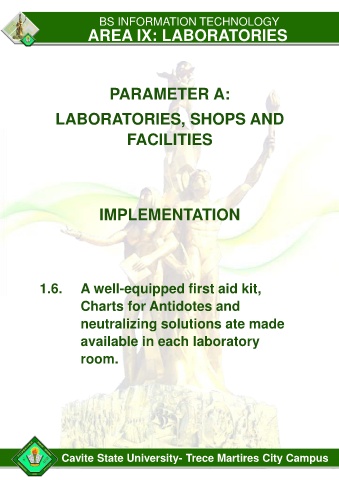 BS INFORMATION TECHNOLOGY
AREA IX: LABORATORIES
PARAMETER A:
LABORATORIES, SHOPS AND
FACILITIES
IMPLEMENTATION
1.6. A well-equipped first aid kit,
Charts for Antidotes and
neutralizing solutions ate made
available in each laboratory
room.
Cavite State University- Trece Martires City Campus